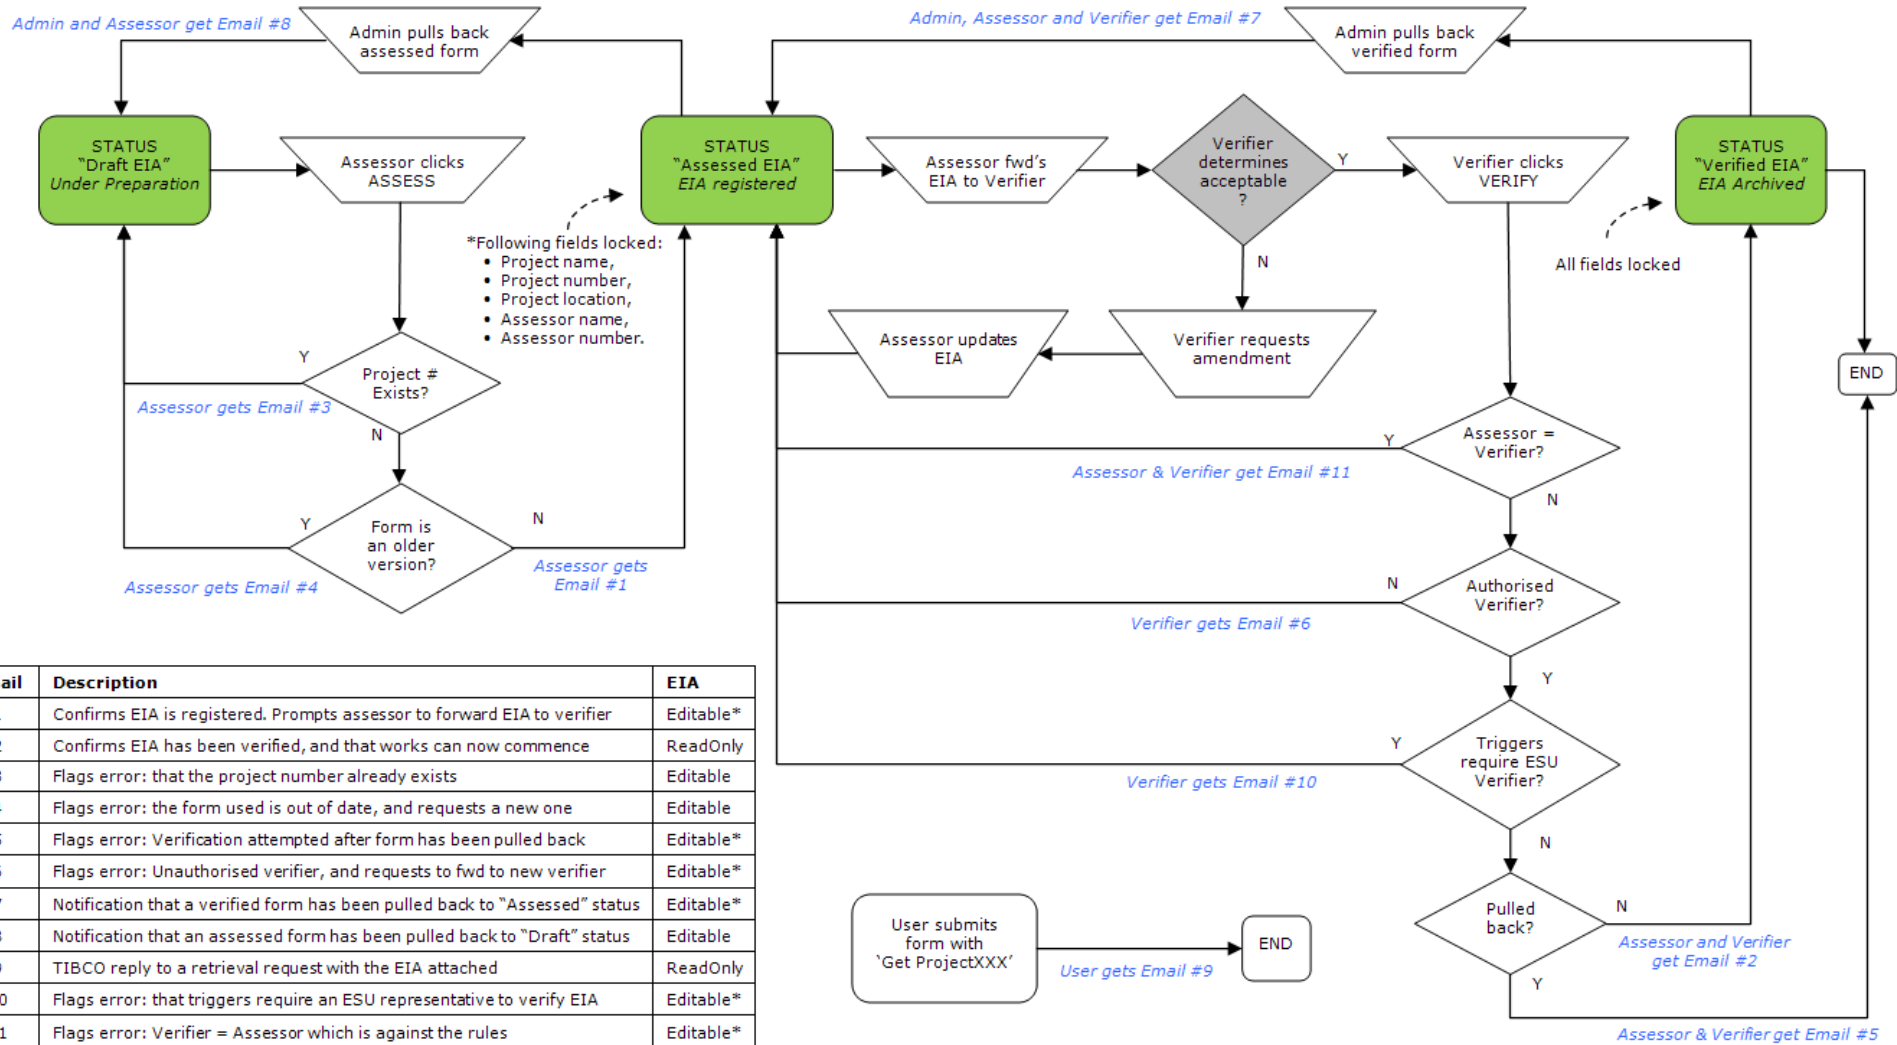 Admin and Assessor get Email #8
Admin pulls back
assessed form
Admin, Assessor and Verifier get Email #7
Admin pulls back
verified form
STATUS
“Draft EIA”
Under Preparation
Assessor clicks
ASSESS
STATUS
“Assessed EIA”
EIA registered
Assessor fwd’s
EIA to Verifier
Verifier
determines
acceptable
?
Y
Verifier clicks
VERIFY
STATUS
“Verified EIA”
EIA Archived
*Following fields locked:
• Project name,
• Project number,
• Project location,
• Assessor name,
• Assessor number.
N
All fields locked
Assessor updates
EIA
Verifier requests
amendment
Y
Project #
Exists?
Assessor gets Email #3
N
END
Y
Assessor =
Verifier?
Assessor & Verifier get Email #11
N
Y
Form is
an older
version?
N
Assessor gets Email #4
Assessor gets
Email #1
N
Authorised
Verifier?
Verifier gets Email #6
Y
Y
Triggers
require ESU
Verifier?
Verifier gets Email #10
N
ail Description EIA
Confirms EIA is registered. Prompts assessor to forward EIA to verifier Editable*
Confirms EIA has been verified, and that works can now commence ReadOnly
Flags error: that the project number already exists Editable
Flags error: the form used is out of date, and requests a new one Editable
Flags error: Verification attempted after form has been pulled back Editable*
Flags error: Unauthorised verifier, and requests to fwd to new verifier Editable*
Notification that a verified form has been pulled back to “Assessed” status Editable*
Notification that an assessed form has been pulled back to “Draft” status Editable
TIBCO reply to a retrieval request with the EIA attached ReadOnly
0 Flags error: that triggers require an ESU representative to verify EIA Editable*
1 Flags error: Verifier = Assessor which is against the rules Editable*
User submits
form with
‘Get ProjectXXX’
User gets Email #9
END
Pulled
back?
N
Assessor and Verifier
get Email #2
Y
Assessor & Verifier get Email #5